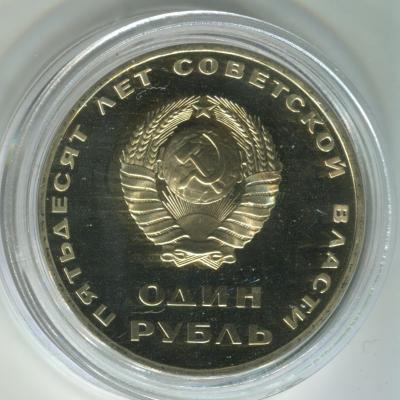 ПЯТЬДЕСЯТ ЛЕТ СОВЕТСКОЙ ВЛАСТИ
ОДИН
РУБЛЬ